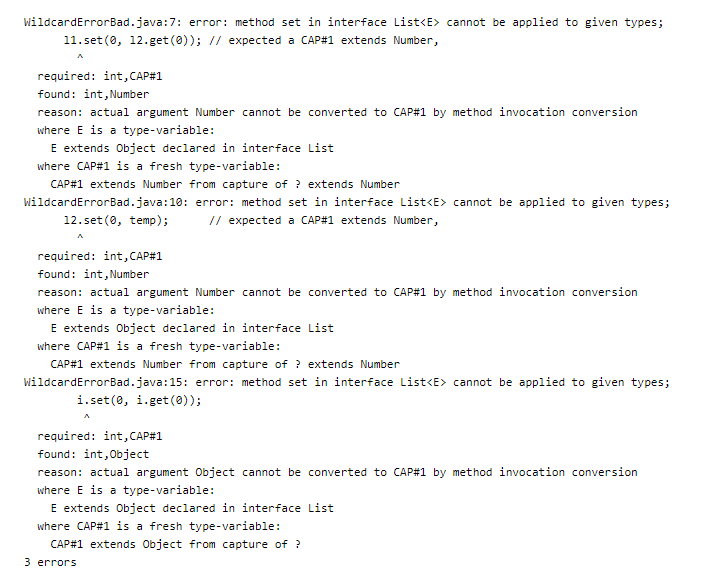 WildcardErrorBad.java:7: error: method set in interface List<E> cannot be applied to given types;
      l1.set(0, l2.get(0)); // expected a CAP#1 extends Number,
        ^
  required: int,CAP#1
  found: int,Number
  reason: actual argument Number cannot be converted to CAP#1 by method invocation conversion
  where E is a type-variable:
    E extends Object declared in interface List
  where CAP#1 is a fresh type-variable:
    CAP#1 extends Number from capture of ? extends Number
WildcardErrorBad.java:10: error: method set in interface List<E> cannot be applied to given types;
      l2.set(0, temp);      // expected a CAP#1 extends Number,
        ^
  required: int,CAP#1
  found: int,Number
  reason: actual argument Number cannot be converted to CAP#1 by method invocation conversion
  where E is a type-variable:
    E extends Object declared in interface List
  where CAP#1 is a fresh type-variable:
    CAP#1 extends Number from capture of ? extends Number
WildcardErrorBad.java:15: error: method set in interface List<E> cannot be applied to given types;
        i.set(0, i.get(0));
         ^
  required: int,CAP#1
  found: int,Object
  reason: actual argument Object cannot be converted to CAP#1 by method invocation conversion
  where E is a type-variable:
    E extends Object declared in interface List
  where CAP#1 is a fresh type-variable:
    CAP#1 extends Object from capture of ?
3 errors